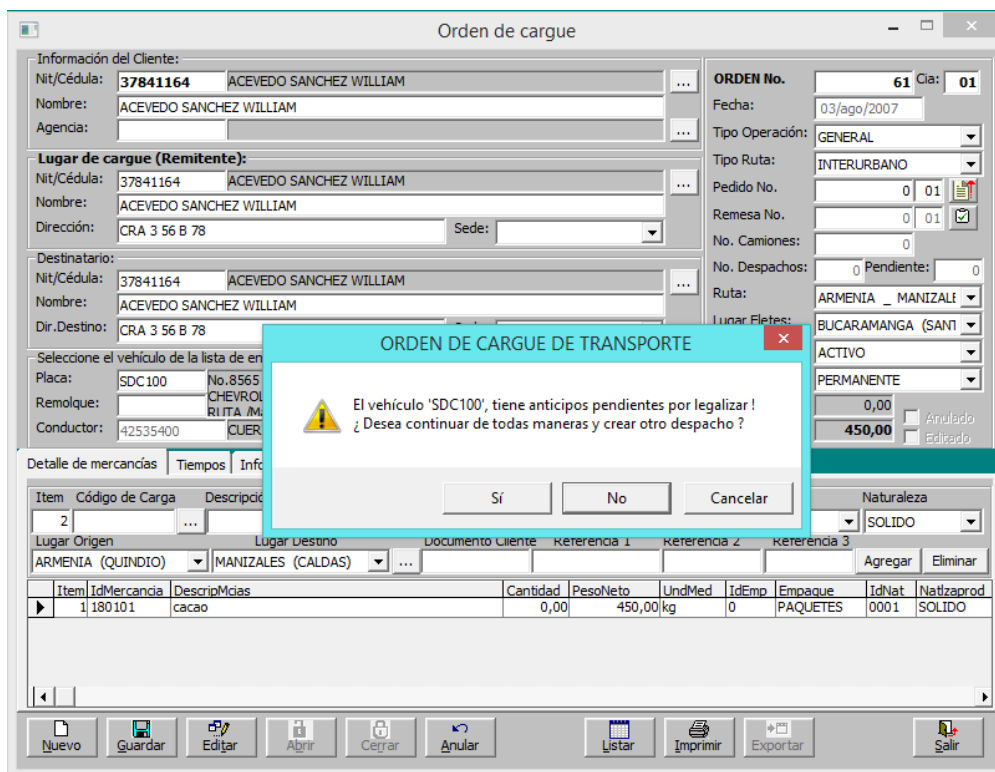 Orden de cargue
Información del Cliente:
Nit/Cédula: 37841164 ACEVEDO SANCHEZ WILLIAM ...
Nombre: ACEVEDO SANCHEZ WILLIAM
Agencia: ...
Lugar de cargue (Remitente):
Nit/Cédula: 37841164 ACEVEDO SANCHEZ WILLIAM ...
Nombre: ACEVEDO SANCHEZ WILLIAM
Dirección: CRA 3 56 B 78 Sede:
Destinatario:
Nit/Cédula: 37841164 ACEVEDO SANCHEZ WILLIAM ...
Nombre: ACEVEDO SANCHEZ WILLIAM
Dir.Destino: CRA 3 56 B 78
Seleccione el vehículo de la lista de en
Placa: SDC100 No.8565
CHEVROL
Remolque: RUTA /Ma
Conductor: 42535400 CUER
ORDEN No. 61 Cia: 01
Fecha: 03/ago/2007
Tipo Operación: GENERAL
Tipo Ruta: INTERURBANO
Pedido No. 0 01
Remesa No. 0 01
No. Camiones: 0
No. Despachos: 0 Pendiente: 0
Ruta: ARMENIA _ MANIZALE
Lugar Fletes: BUCARAMANGA (SANT
ACTIVO
PERMANENTE
0,00 Anulado
450,00 Editado
ORDEN DE CARGUE DE TRANSPORTE
El vehículo 'SDC100', tiene anticipos pendientes por legalizar !
¿ Desea continuar de todas maneras y crear otro despacho ?
Sí No Cancelar
Detalle de mercancías Tiempos Info
Item Código de Carga Descripció Naturaleza
2 ... SOLIDO
Lugar Origen Lugar Destino Documento Cliente Referencia 1 Referencia 2 Referencia 3
ARMENIA (QUINDIO) MANIZALES (CALDAS) ... Agregar Eliminar
Item IdMercancia DescripMcias Cantidad PesoNeto UndMed IdEmp Empaque IdNat Natlzaprod
1 180101 cacao 0,00 450,00 kg 0 PAQUETES 0001 SOLIDO
Nuevo Guardar Editar Abrir Cerrar Anular Listar Imprimir Exportar Salir